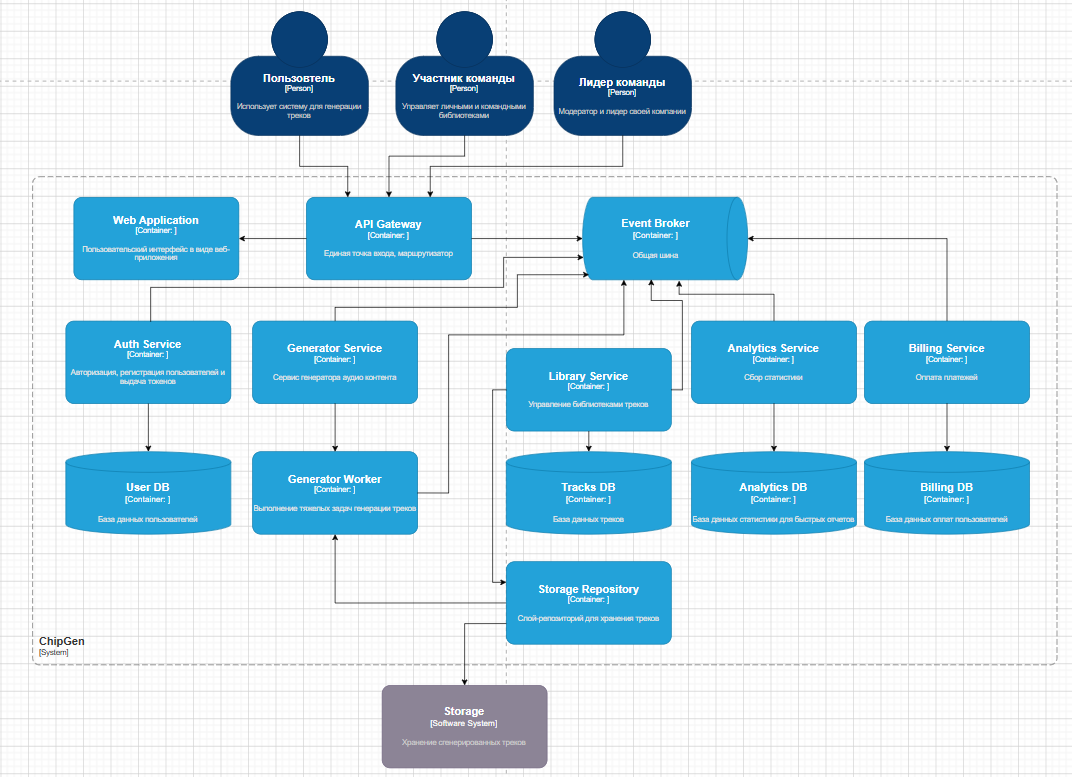 Пользовтель
[Person]
Использует систему для генерации
треков
Участник команды
[Person]
Управляет личными и командными
библиотеками
Лидер команды
[Person]
Модератор и лидер своей компании
Web Application
[Container: ]
Пользовательский интерфейс в виде веб-
приложения
API Gateway
[Container: ]
Единая точка входа, маршрутизатор
Event Broker
[Container: ]
Общая шина
Auth Service
[Container: ]
Авторизация, регистрация пользователей и
выдача токенов
Generator Service
[Container: ]
Сервис генератора аудио контента
Library Service
[Container: ]
Управление библиотеками треков
Analytics Service
[Container: ]
Сбор статистики
Billing Service
[Container: ]
Оплата платежей
User DB
[Container: ]
База данных пользователей
Generator Worker
[Container: ]
Выполнение тяжелых задач генерации треков
Tracks DB
[Container: ]
База данных треков
Analytics DB
[Container: ]
База данных статистики для быстрых отчетов
Billing DB
[Container: ]
База данных оплат пользователей
Storage Repository
[Container: ]
Слой-репозиторий для хранения треков
ChipGen
[System]
Storage
[Software System]
Хранение сгенерированных треков